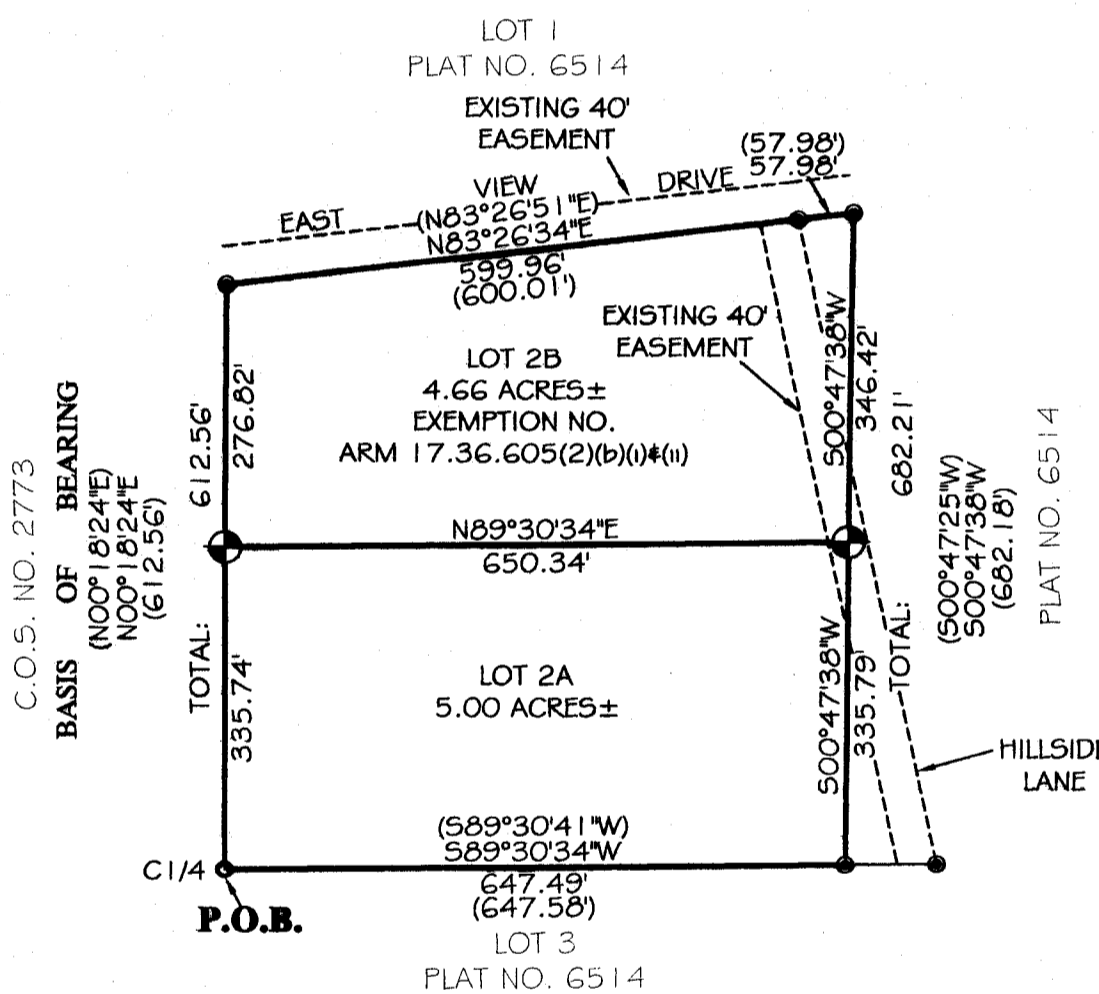 LOT 1
PLAT NO. 6514
EXISTING 40'
EASEMENT
(57.98')
57.98'
EAST VIEW DRIVE
(N83°26'51"E)
N83°26'34"E
599.96'
(600.01')
EXISTING 40'
EASEMENT
LOT 2B
4.66 ACRES±
EXEMPTION NO.
ARM 17.36.605(2)(b)(i)&(ii)
C.O.S. NO. 2773
BASIS OF BEARING
(N00°18'24"E)
N00°18'24"E
(612.56')
TOTAL: 612.56'
276.82'
335.74'
S00°47'38"W
346.42'
TOTAL: 682.21'
(S00°47'25"W)
S00°47'38"W
(682.18')
PLAT NO. 6514
N89°30'34"E
650.34'
LOT 2A
5.00 ACRES±
S00°47'38"W
335.79'
HILLSIDE
LANE
(S89°30'41"W)
S89°30'34"W
647.49'
(647.58')
C1/4
P.O.B.
LOT 3
PLAT NO. 6514